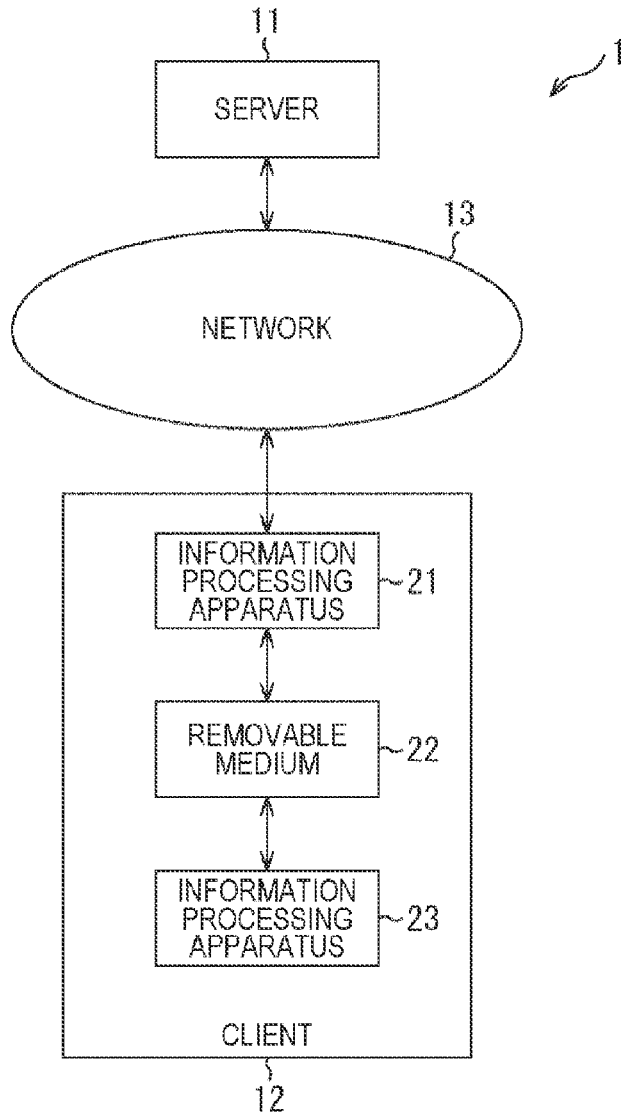 11
1
SERVER
13
NETWORK
INFORMATION
PROCESSING
APPARATUS
21
REMOVABLE
MEDIUM
22
INFORMATION
PROCESSING
APPARATUS
23
CLIENT
12